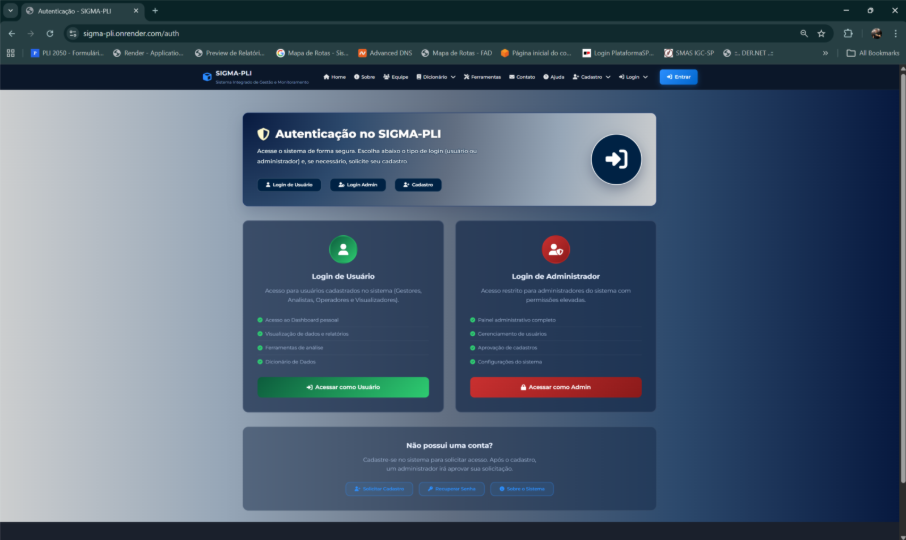 Autenticação - SIGMA-PLI
sigma-pli.onrender.com/auth
PLI 2050 - Formulári...
Render - Applicatio...
Preview de Relatóri...
Mapa de Rotas - Sis...
Advanced DNS
Mapa de Rotas - FAD
Página inicial do co...
Login PlataformaSP...
SMAS IGC-SP
::. DER.NET .::
All Bookmarks
SIGMA-PLI
Sistema Integrado de Gestão e Monitoramento
Home
Sobre
Equipe
Dicionário
Ferramentas
Contato
Ajuda
Cadastro
Login
Entrar
Autenticação no SIGMA-PLI
Acesse o sistema de forma segura. Escolha abaixo o tipo de login (usuário ou
administrador) e, se necessário, solicite seu cadastro.
Login de Usuário
Login Admin
Cadastro
Login de Usuário
Acesso para usuários cadastrados no sistema (Gestores,
Analistas, Operadores e Visualizadores).
Acesso ao Dashboard pessoal
Visualização de dados e relatórios
Ferramentas de análise
Dicionário de Dados
Acessar como Usuário
Login de Administrador
Acesso restrito para administradores do sistema com
permissões elevadas.
Painel administrativo completo
Gerenciamento de usuários
Aprovação de cadastros
Configurações do sistema
Acessar como Admin
Não possui uma conta?
Cadastre-se no sistema para solicitar acesso. Após o cadastro,
um administrador irá aprovar sua solicitação.
Solicitar Cadastro
Recuperar Senha
Sobre o Sistema